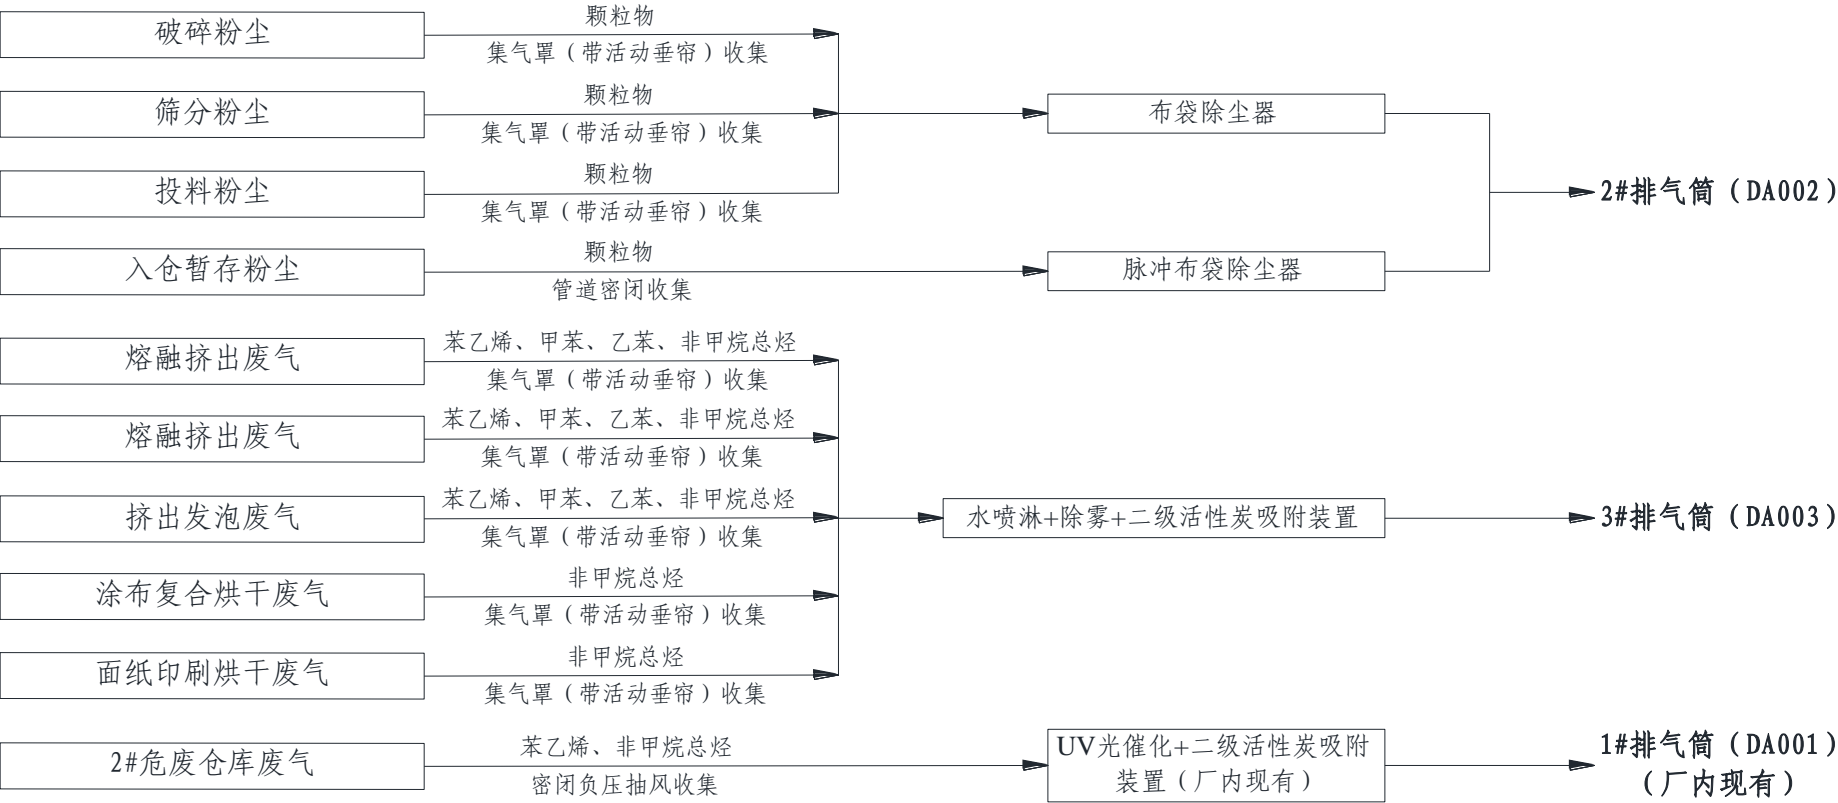 破碎粉尘
颗粒物
集气罩（带活动垂帘）收集
筛分粉尘
颗粒物
集气罩（带活动垂帘）收集
布袋除尘器
投料粉尘
颗粒物
集气罩（带活动垂帘）收集
2#排气筒（DA002）
入仓暂存粉尘
颗粒物
管道密闭收集
脉冲布袋除尘器
熔融挤出废气
苯乙烯、甲苯、乙苯、非甲烷总烃
集气罩（带活动垂帘）收集
熔融挤出废气
苯乙烯、甲苯、乙苯、非甲烷总烃
集气罩（带活动垂帘）收集
挤出发泡废气
苯乙烯、甲苯、乙苯、非甲烷总烃
集气罩（带活动垂帘）收集
水喷淋+除雾+二级活性炭吸附装置
3#排气筒（DA003）
涂布复合烘干废气
非甲烷总烃
集气罩（带活动垂帘）收集
面纸印刷烘干废气
非甲烷总烃
集气罩（带活动垂帘）收集
2#危废仓库废气
苯乙烯、非甲烷总烃
密闭负压抽风收集
UV光催化+二级活性炭吸附
装置（厂内现有）
1#排气筒（DA001）
（厂内现有）